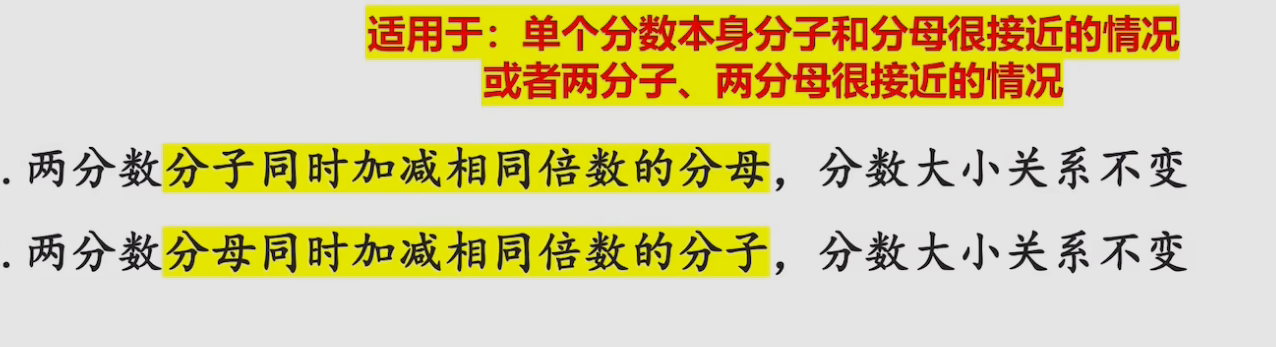 适用于：单个分数本身分子和分母很接近的情况
或者两分子、两分母很接近的情况
. 两分数分子同时加减相同倍数的分母，分数大小关系不变
. 两分数分母同时加减相同倍数的分子，分数大小关系不变